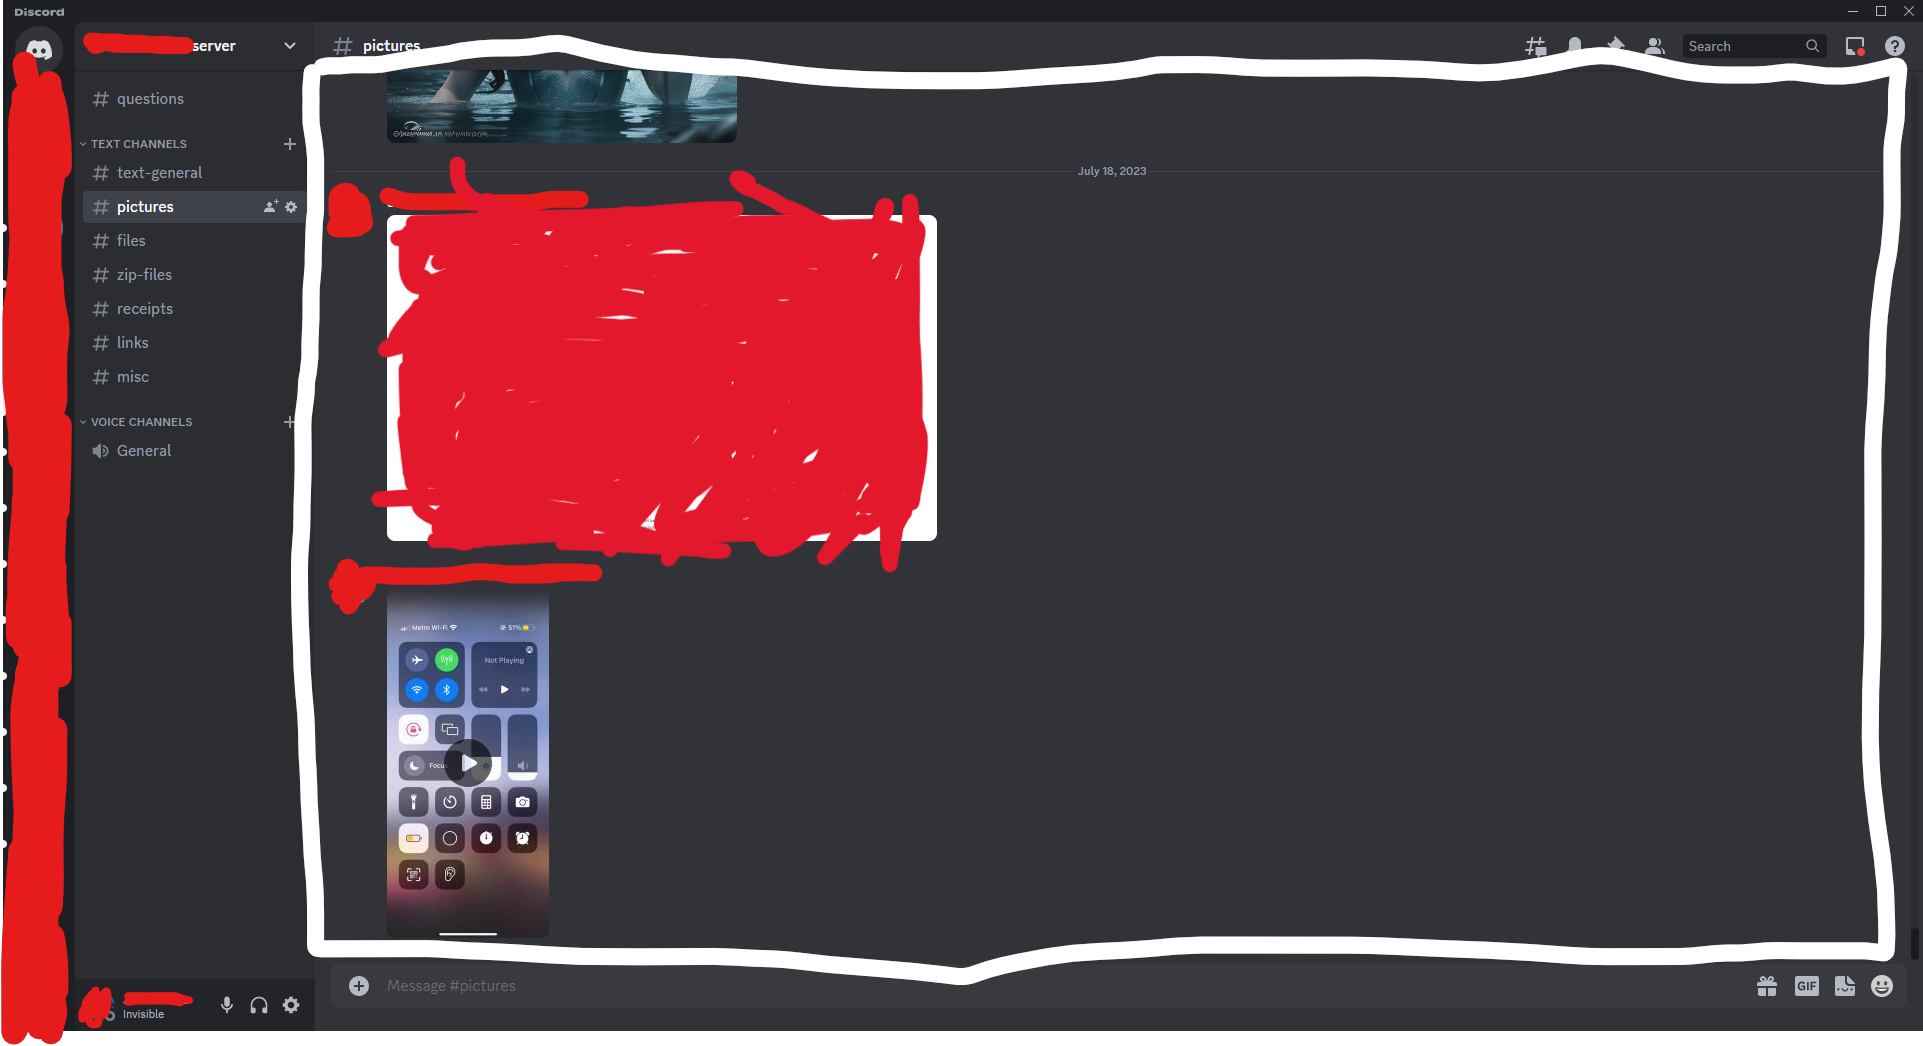 Discord
server
pictures
Search
questions
TEXT CHANNELS
text-general
pictures
files
zip-files
receipts
links
misc
VOICE CHANNELS
General
Invisible
July 18, 2023
Metro Wi-Fi
51%
Not Playing
Focus
Message #pictures
GIF